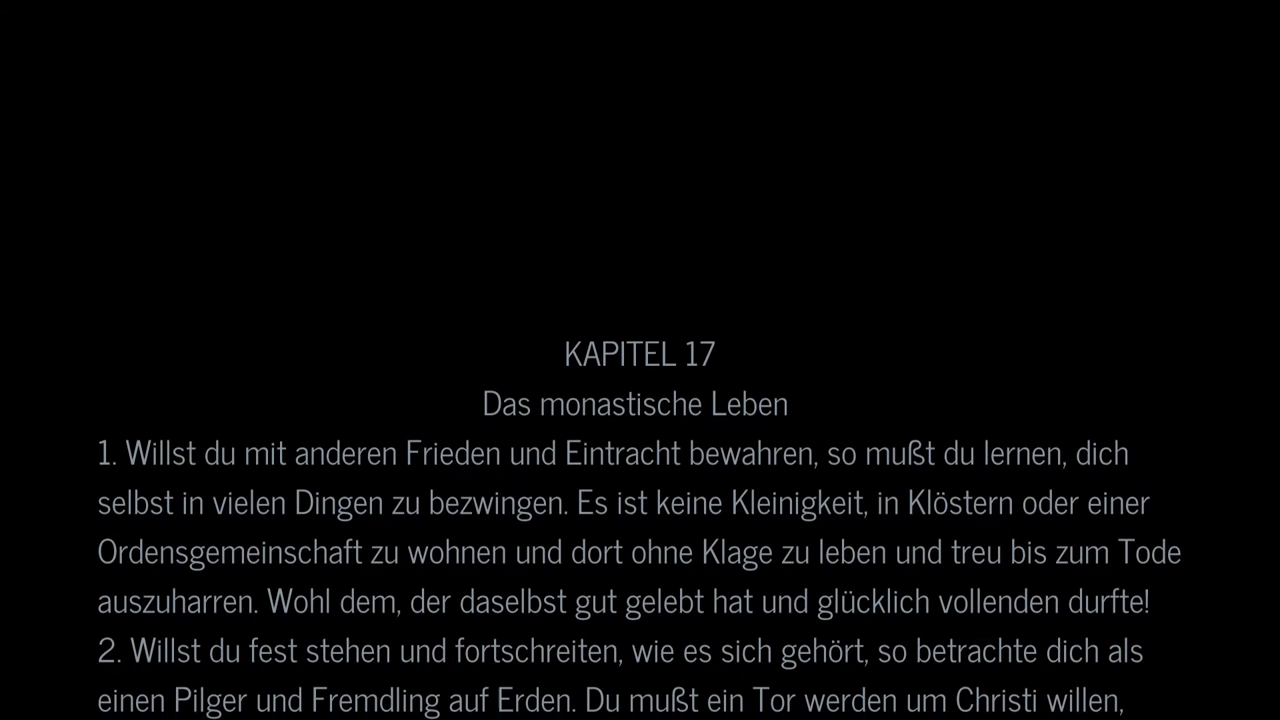 KAPITEL 17
Das monastische Leben
1. Willst du mit anderen Frieden und Eintracht bewahren, so mußt du lernen, dich
selbst in vielen Dingen zu bezwingen. Es ist keine Kleinigkeit, in Klöstern oder einer
Ordensgemeinschaft zu wohnen und dort ohne Klage zu leben und treu bis zum Tode
auszuharren. Wohl dem, der daselbst gut gelebt hat und glücklich vollenden durfte!
2. Willst du fest stehen und fortschreiten, wie es sich gehört, so betrachte dich als
einen Pilger und Fremdling auf Erden. Du mußt ein Tor werden um Christi willen,